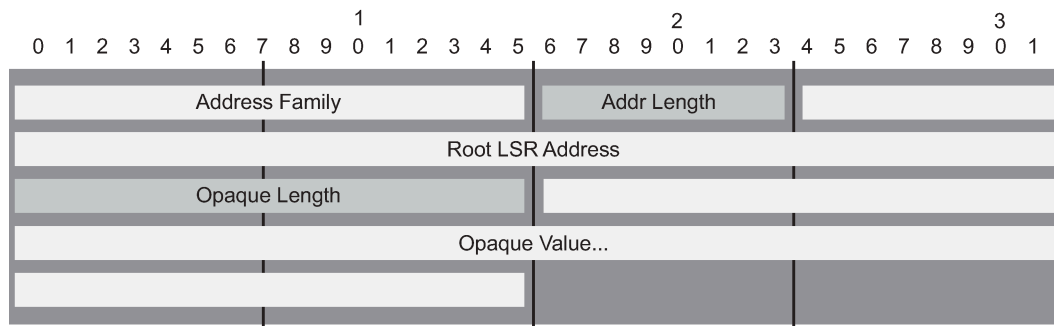 1 2 3
0 1 2 3 4 5 6 7 8 9 0 1 2 3 4 5 6 7 8 9 0 1 2 3 4 5 6 7 8 9 0 1
Address Family Addr Length
Root LSR Address
Opaque Length
Opaque Value...